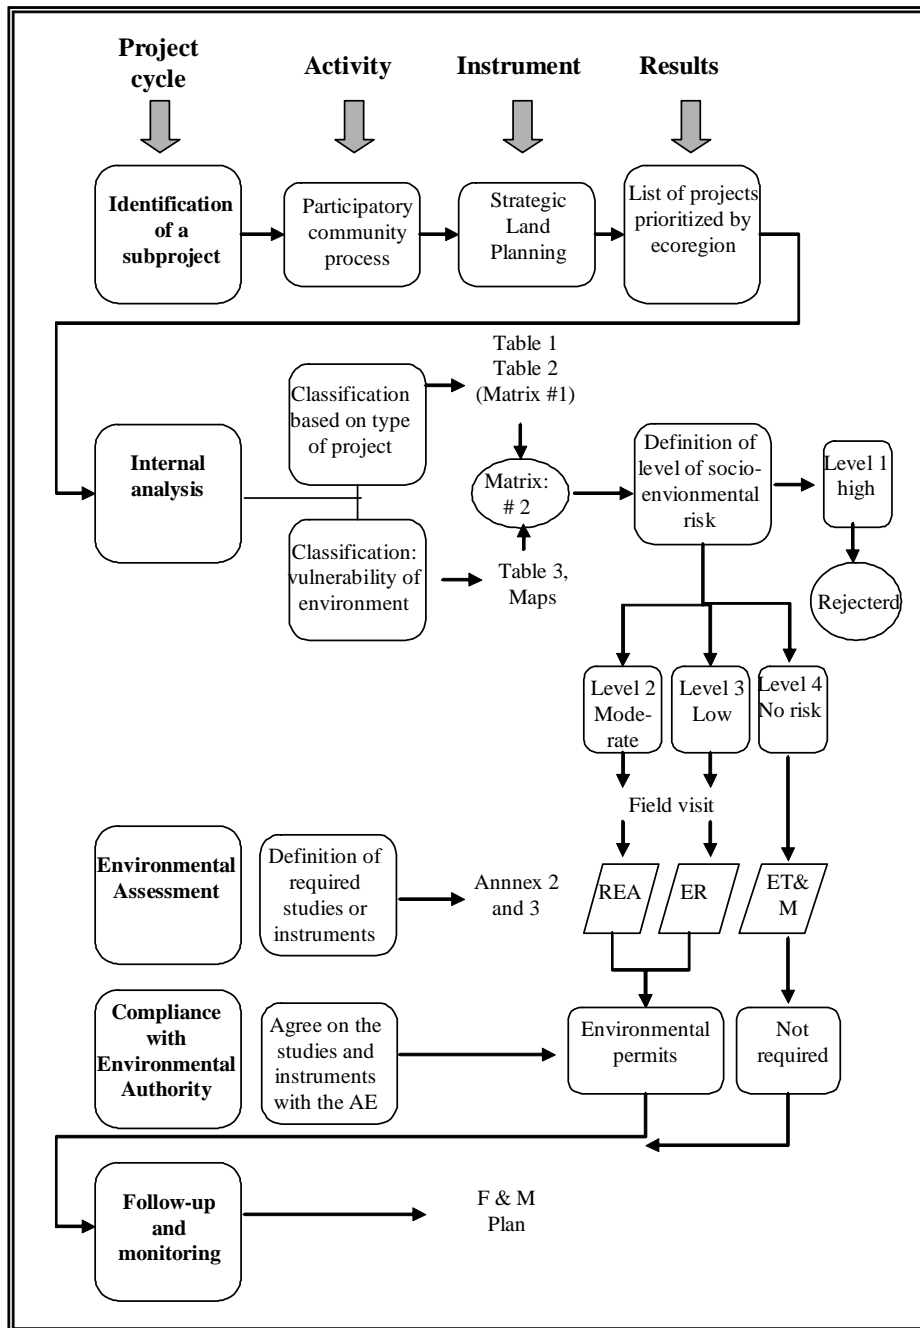 Project
cycle
Activity
Instrument
Results
Identification
of a
subproject
Participatory
community
process
Strategic
Land
Planning
List of projects
prioritized by
ecoregion
Table 1
Table 2
(Matrix #1)
Classification
based on type
of project
Internal
analysis
Matrix:
# 2
Definition of
level of socio-
envionmental
risk
Level 1
high
Classification:
vulnerability of
environment
Table 3,
Maps
Rejecterd
Level 2
Mode-
rate
Level 3
Low
Level 4
No risk
Field visit
Environmental
Assessment
Definition of
required
studies or
instruments
Annnex 2
and 3
REA
ER
ET&
M
Compliance
with
Environmental
Authority
Agree on the
studies and
instruments
with the AE
Environmental
permits
Not
required
Follow-up
and
monitoring
F & M
Plan